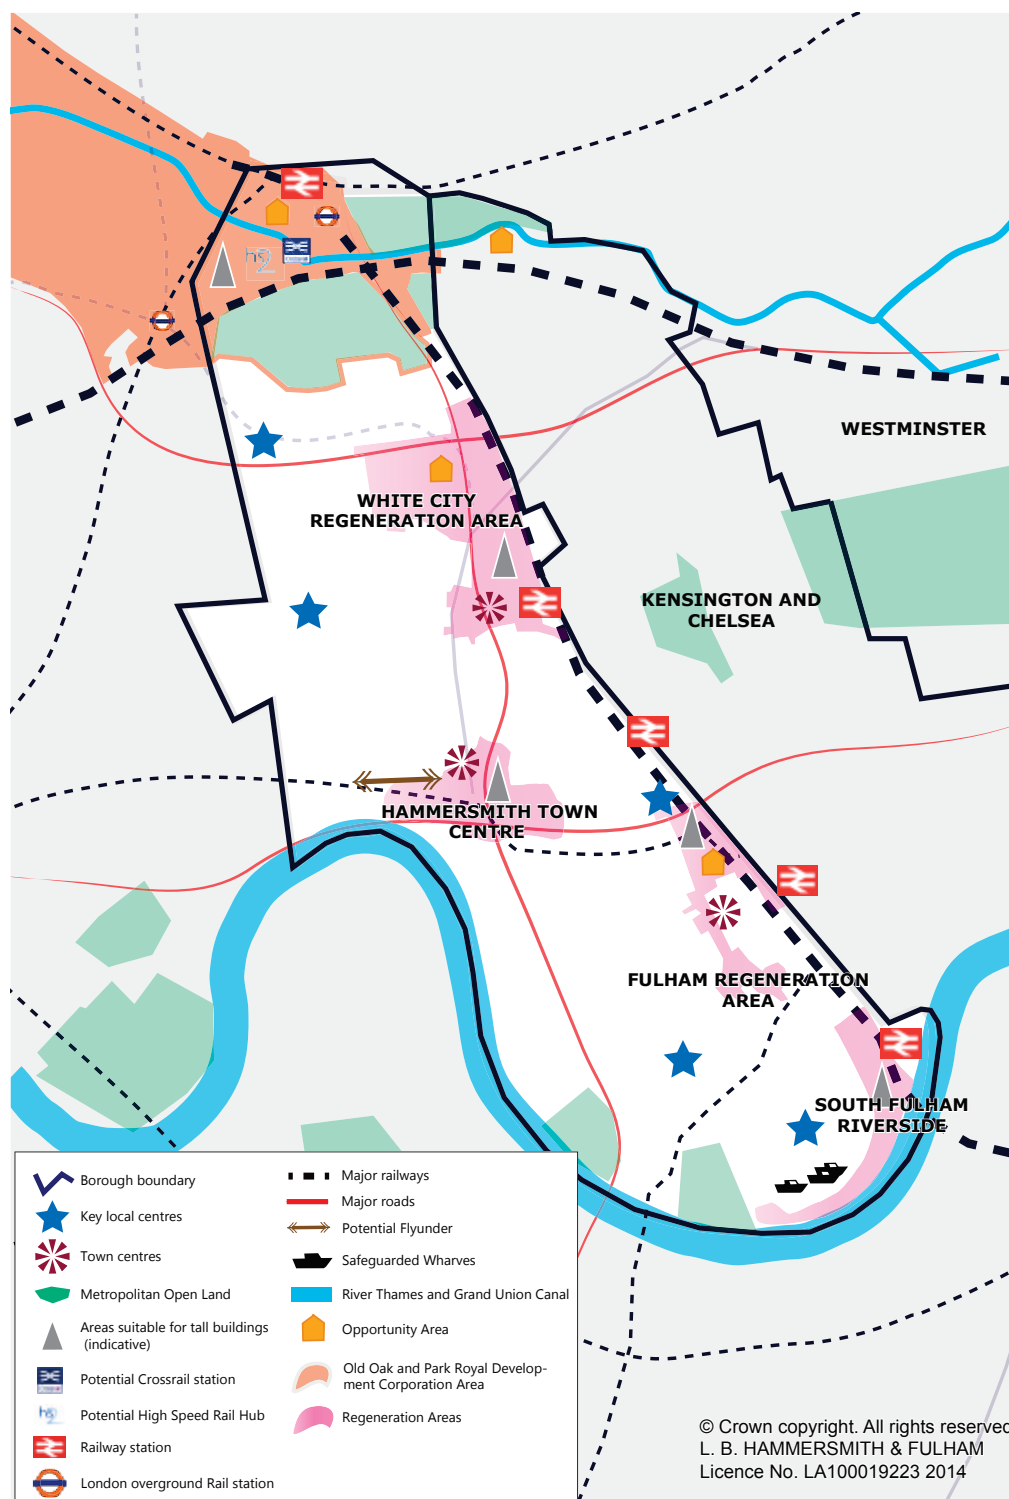 WESTMINSTER
WHITE CITY
REGENERATION AREA
KENSINGTON AND
CHELSEA
HAMMERSMITH TOWN
CENTRE
FULHAM REGENERATION
AREA
SOUTH FULHAM
RIVERSIDE
hs2
Borough boundary
Key local centres
Town centres
Metropolitan Open Land
Areas suitable for tall buildings
(indicative)
Potential Crossrail station
hs2
Potential High Speed Rail Hub
Railway station
London overground Rail station
Major railways
Major roads
Potential Flyunder
Safeguarded Wharves
River Thames and Grand Union Canal
Opportunity Area
Old Oak and Park Royal Develop-
ment Corporation Area
Regeneration Areas
© Crown copyright. All rights reserved
L. B. HAMMERSMITH & FULHAM
Licence No. LA100019223 2014